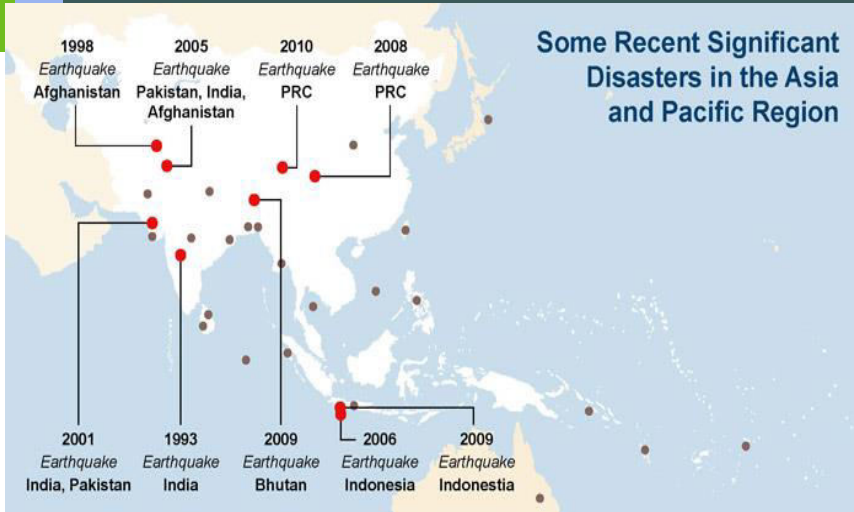 Some Recent Significant
Disasters in the Asia
and Pacific Region
1998
Earthquake
Afghanistan
2005
Earthquake
Pakistan, India,
Afghanistan
2010
Earthquake
PRC
2008
Earthquake
PRC
2001
Earthquake
India, Pakistan
1993
Earthquake
India
2009
Earthquake
Bhutan
2006
Earthquake
Indonesia
2009
Earthquake
Indonestia